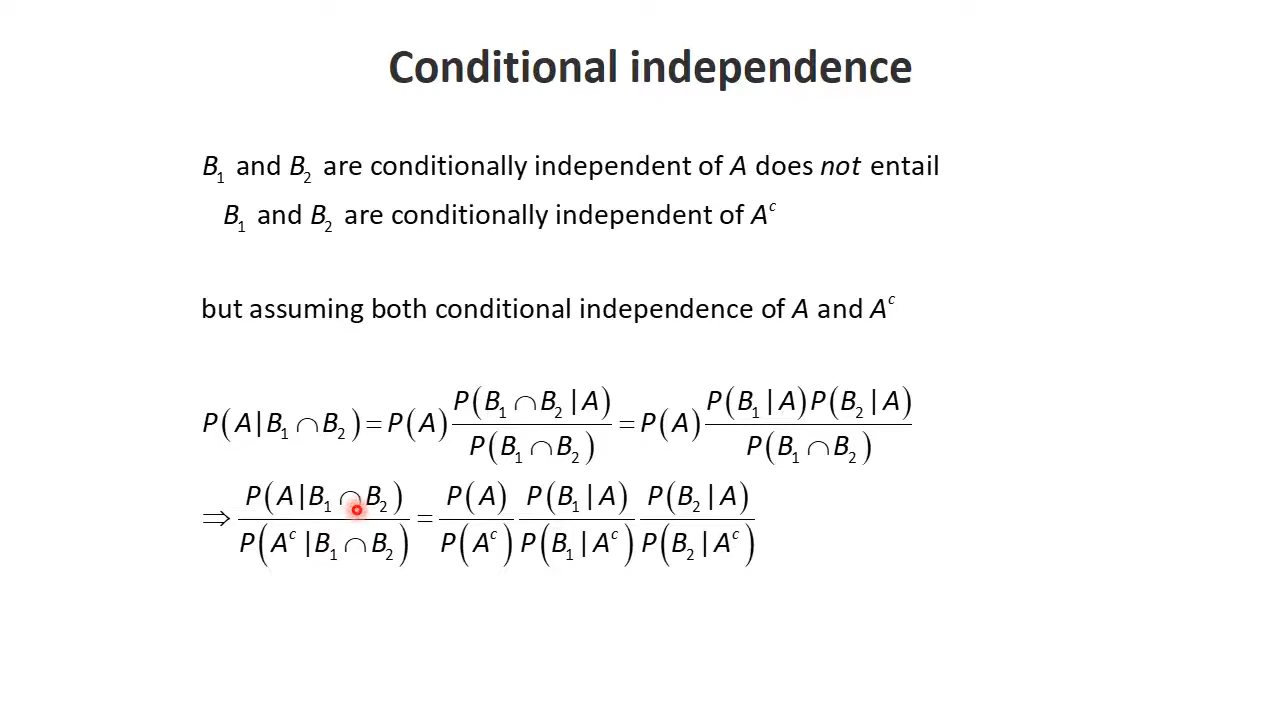 Conditional independence
B₁ and B₂ are conditionally independent of A does not entail
B₁ and B₂ are conditionally independent of Aᶜ
but assuming both conditional independence of A and Aᶜ
P(A|B₁∩B₂) = P(A) P(B₁∩B₂|A) / P(B₁∩B₂) = P(A) P(B₁|A)P(B₂|A) / P(B₁∩B₂)
⇒ P(A|B₁∩B₂) / P(Aᶜ|B₁∩B₂) = P(A) / P(Aᶜ) P(B₁|A) / P(B₁|Aᶜ) P(B₂|A) / P(B₂|Aᶜ)